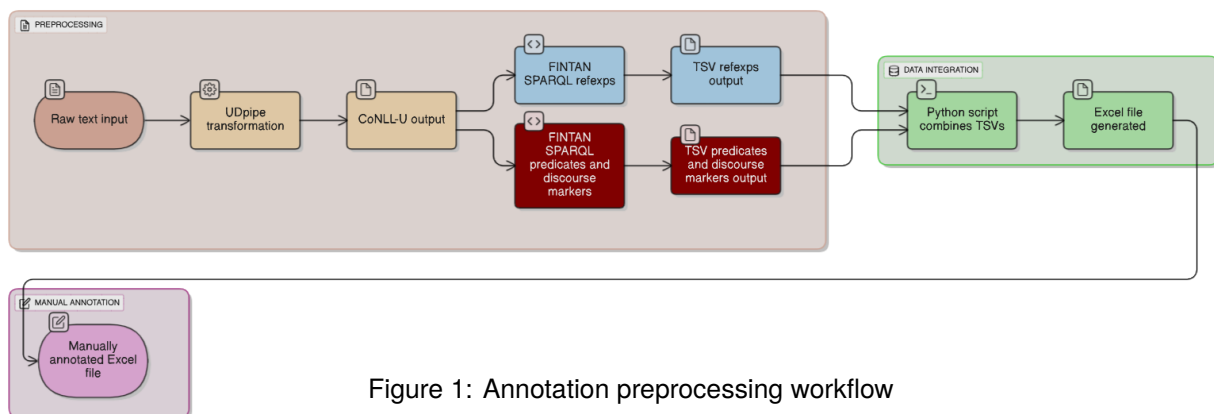 PREPROCESSING
Raw text input
UDpipe
transformation
CoNLL-U output
FINTAN
SPARQL refexps
TSV refexps
output
FINTAN
SPARQL
predicates and
discourse
markers
TSV predicates
and discourse
markers output
DATA INTEGRATION
Python script
combines TSVs
Excel file
generated
MANUAL ANNOTATION
Manually
annotated Excel
file
Figure 1: Annotation preprocessing workflow